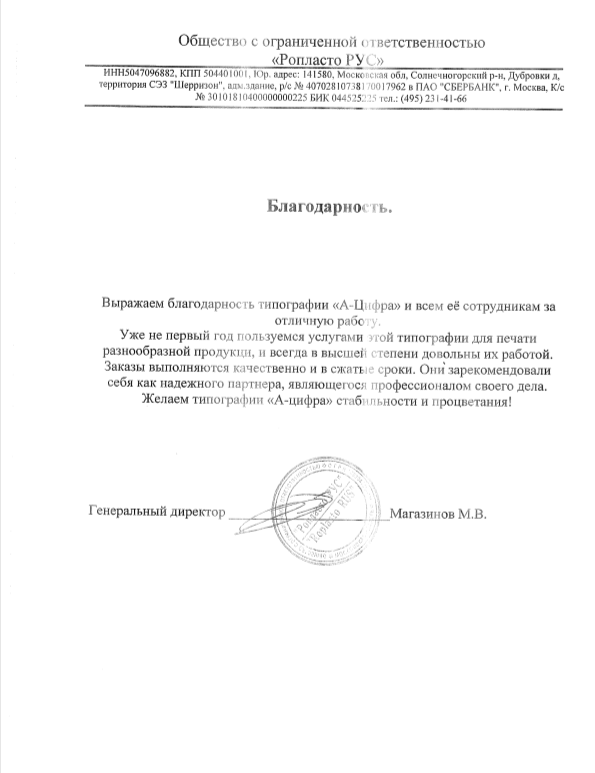 Общество с ограниченной ответственностью
«Ропласто РУС»
ИНН5047096882, КПП 504401001, Юр. адрес: 141580, Московская обл, Солнечногорский р-н, Дубровки д,
территория СЭЗ "Шерризон", адм.здание, р/с № 40702810738170017962 в ПАО "СБЕРБАНК", г. Москва, К/с
№ 30101810400000000225 БИК 044525225 тел.: (495) 231-41-66
Благодарность.
Выражаем благодарность типографии «А-Цифра» и всем её сотрудникам за
отличную работу.
Уже не первый год пользуемся услугами этой типографии для печати
разнообразной продукци, и всегда в высшей степени довольны их работой.
Заказы выполняются качественно и в сжатые сроки. Они зарекомендовали
себя как надежного партнера, являющегося профессионалом своего дела.
Желаем типографии «А-цифра» стабильности и процветания!
Генеральный директор Магазинов М.В.
"Ропласто РУС"
"Roplasto RUS"